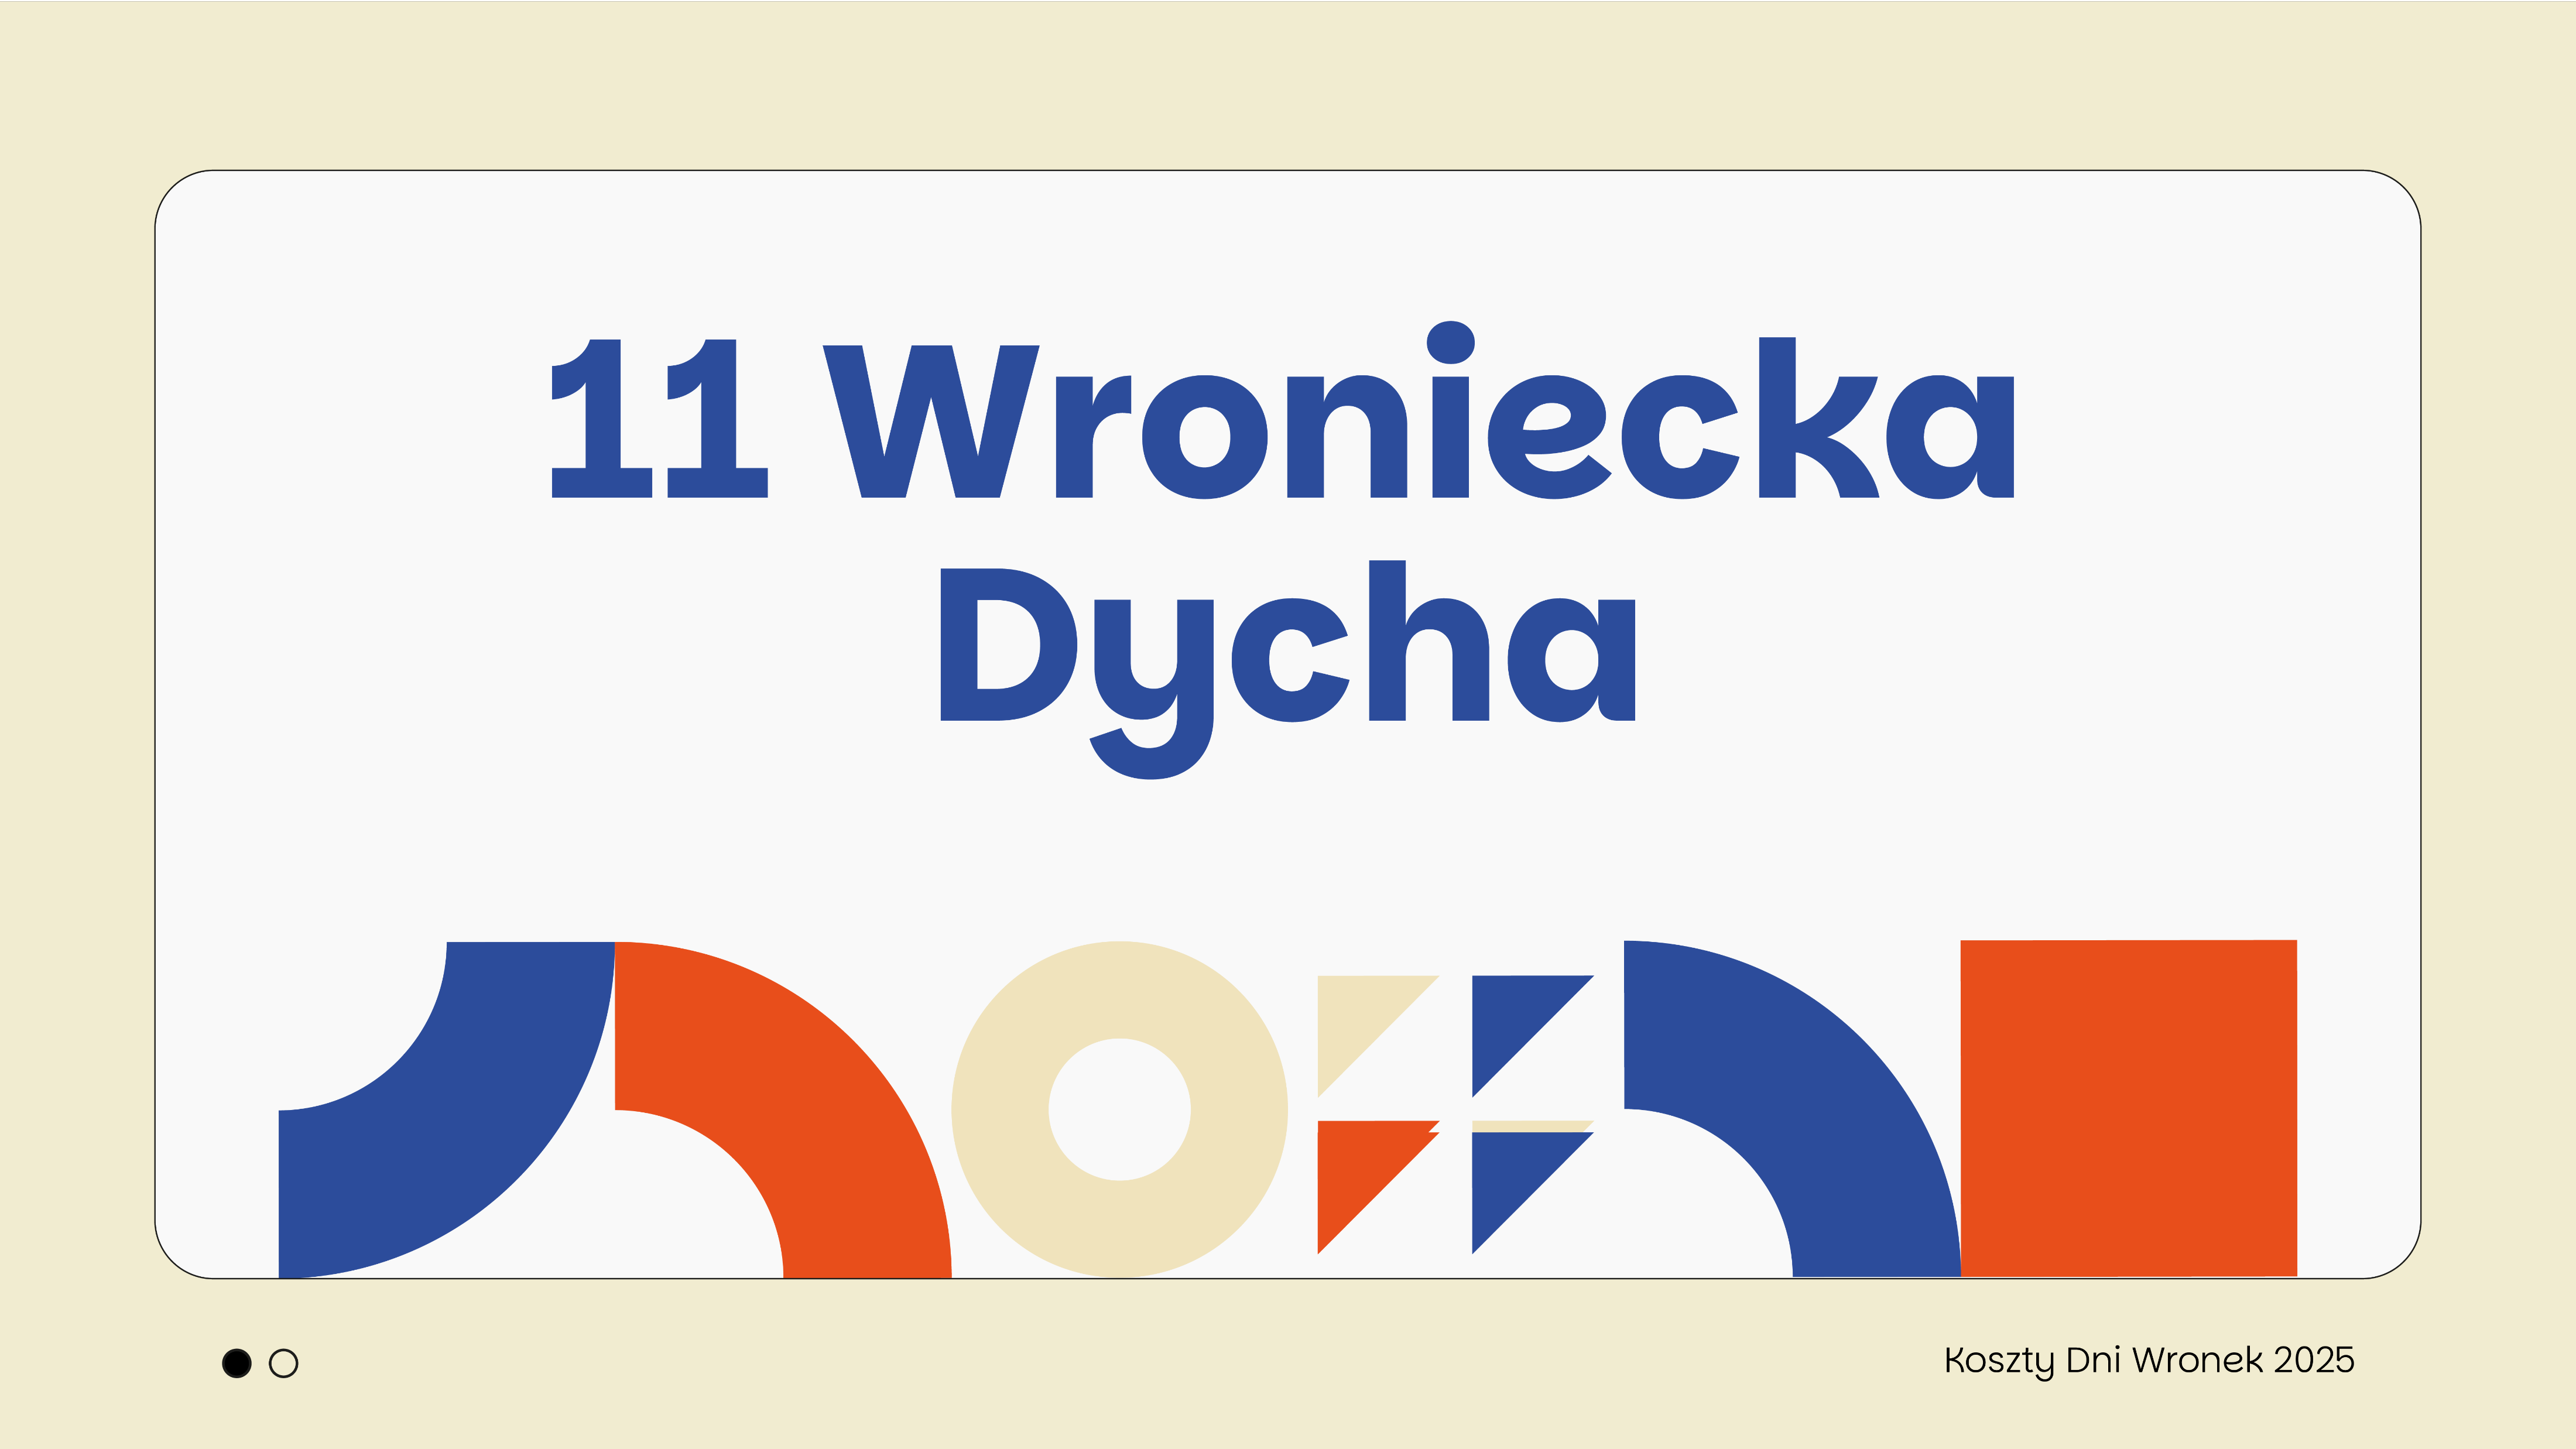 11 Wroniecka
Dycha
Koszty Dni Wronek 2025